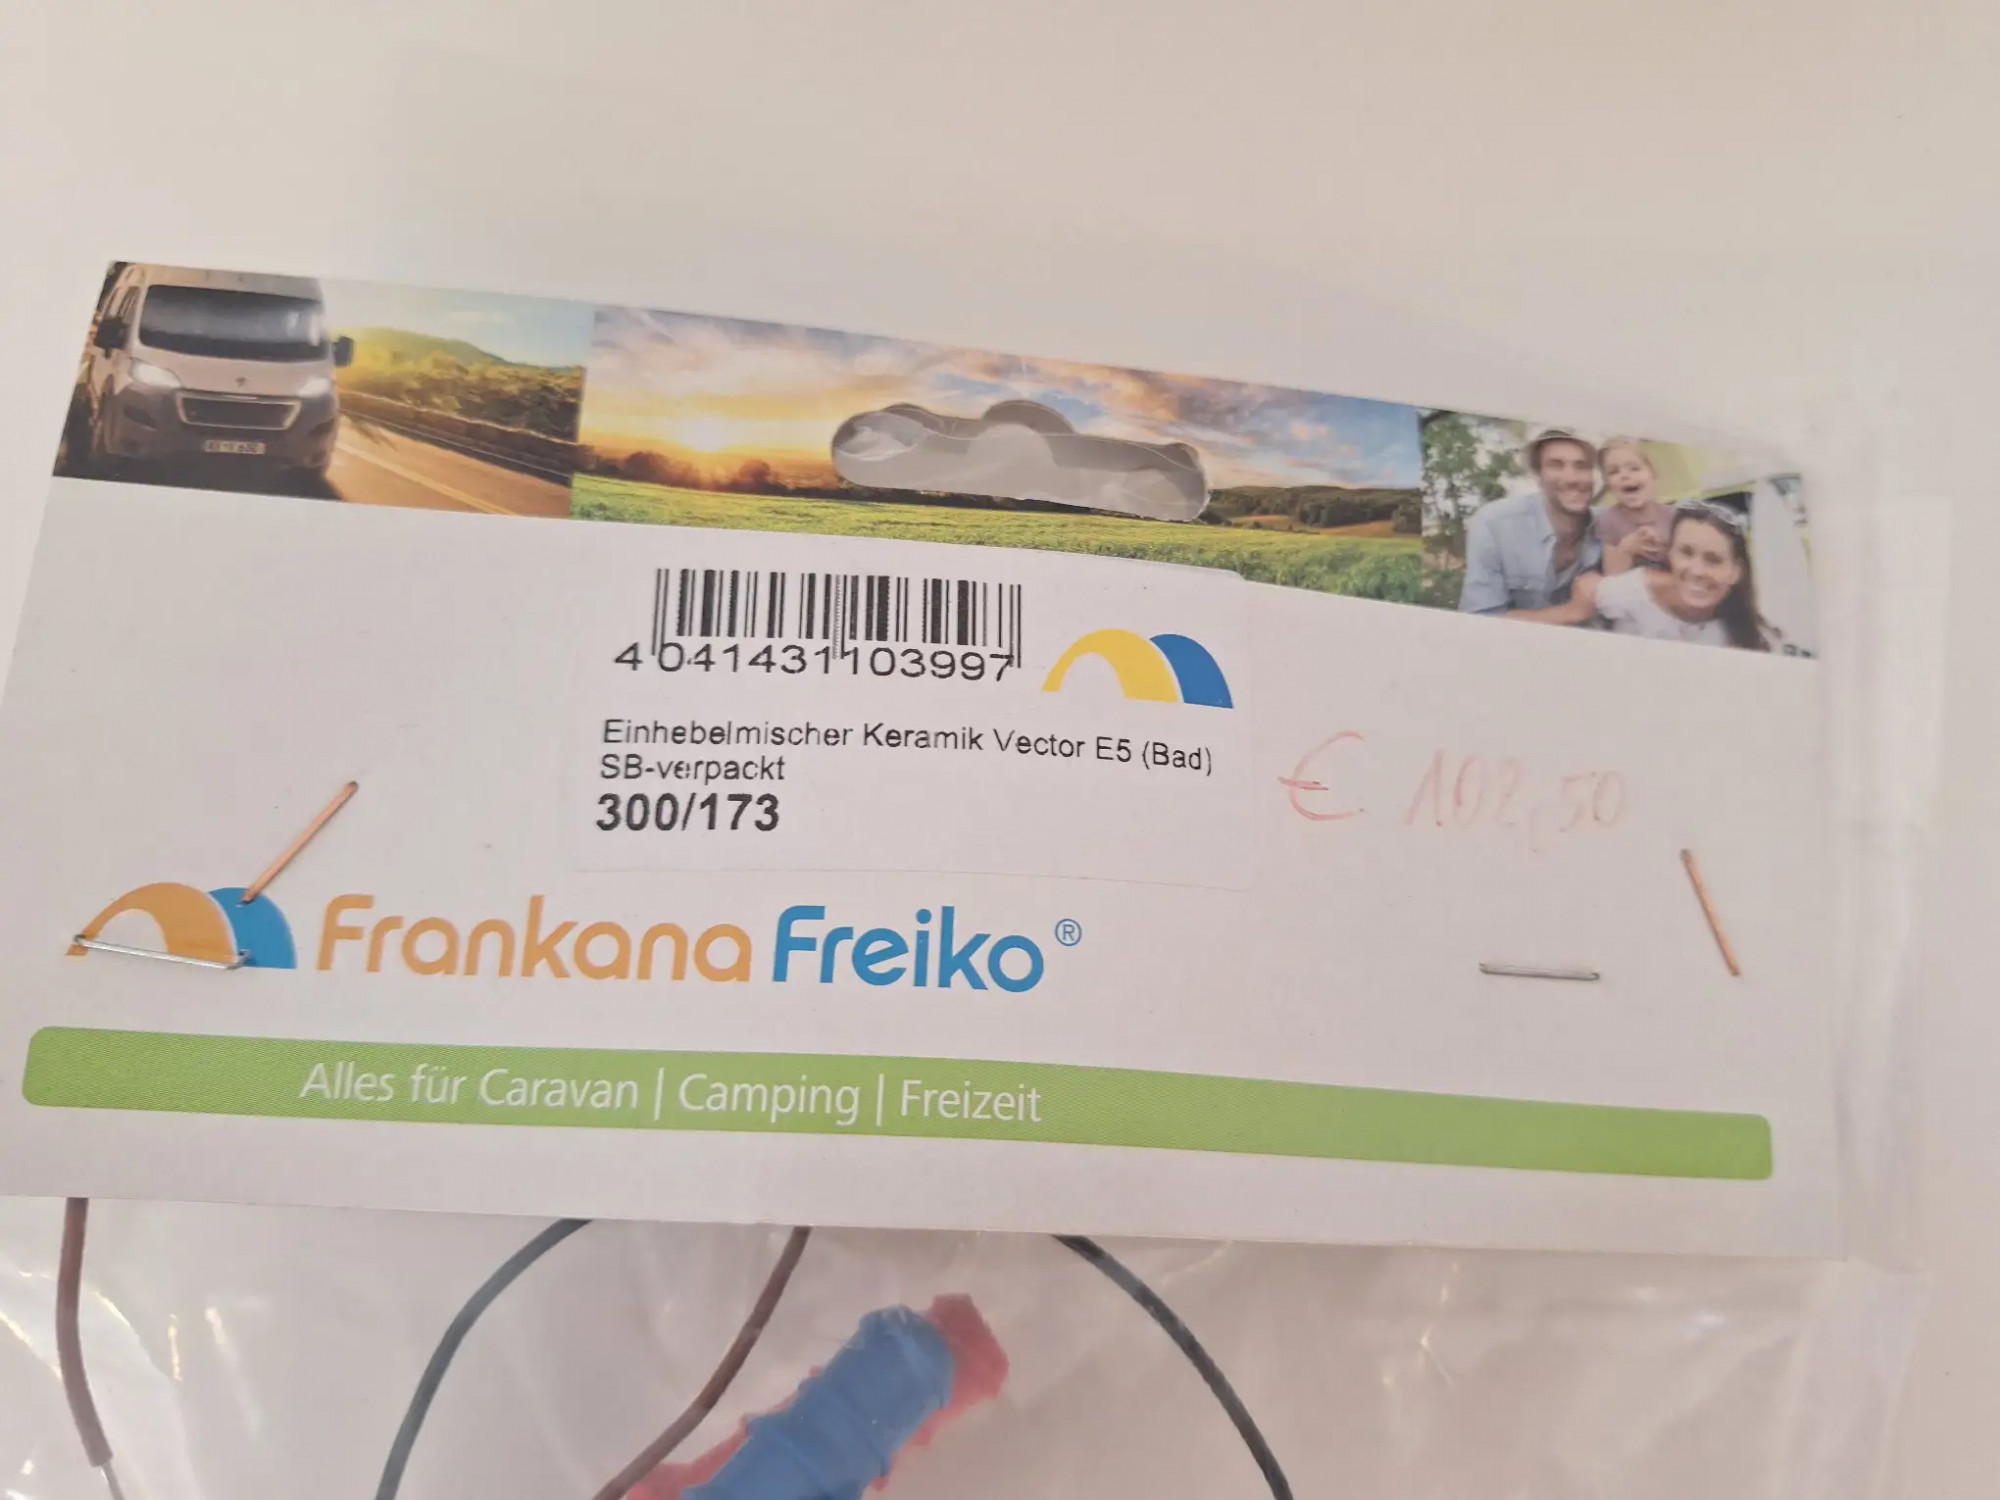 4 041431 103997
Einhebelmischer Keramik Vector E5 (Bad)
SB-verpackt
300/173
€ 102,50
Frankana Freiko®
Alles für Caravan | Camping | Freizeit